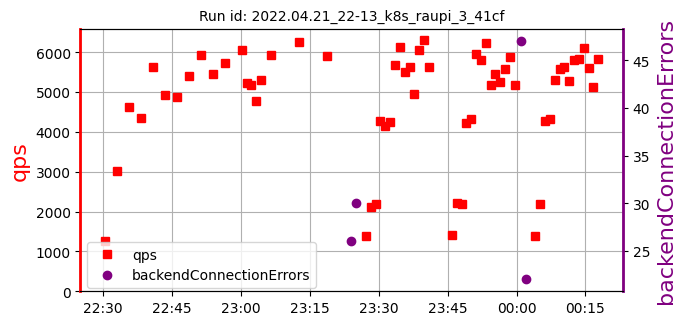 Run id: 2022.04.21_22-13_k8s_raupi_3_41cf
qps
6000
5000
4000
3000
2000
1000
0
45
40
35
30
25
backendConnectionErrors
qps
backendConnectionErrors
22:30 22:45 23:00 23:15 23:30 23:45 00:00 00:15